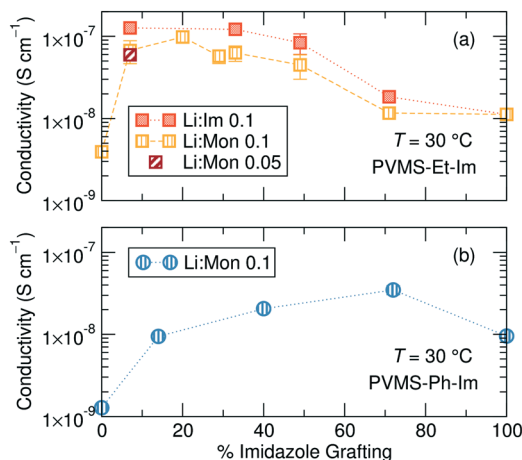 (a)
1×10⁻⁷
1×10⁻⁸
1×10⁻⁹
Conductivity (S cm⁻¹)
Li:Im 0.1
Li:Mon 0.1
Li:Mon 0.05
T = 30 °C
PVMS-Et-Im
(b)
1×10⁻⁷
1×10⁻⁸
1×10⁻⁹
Conductivity (S cm⁻¹)
Li:Mon 0.1
T = 30 °C
PVMS-Ph-Im
0 20 40 60 80 100
% Imidazole Grafting